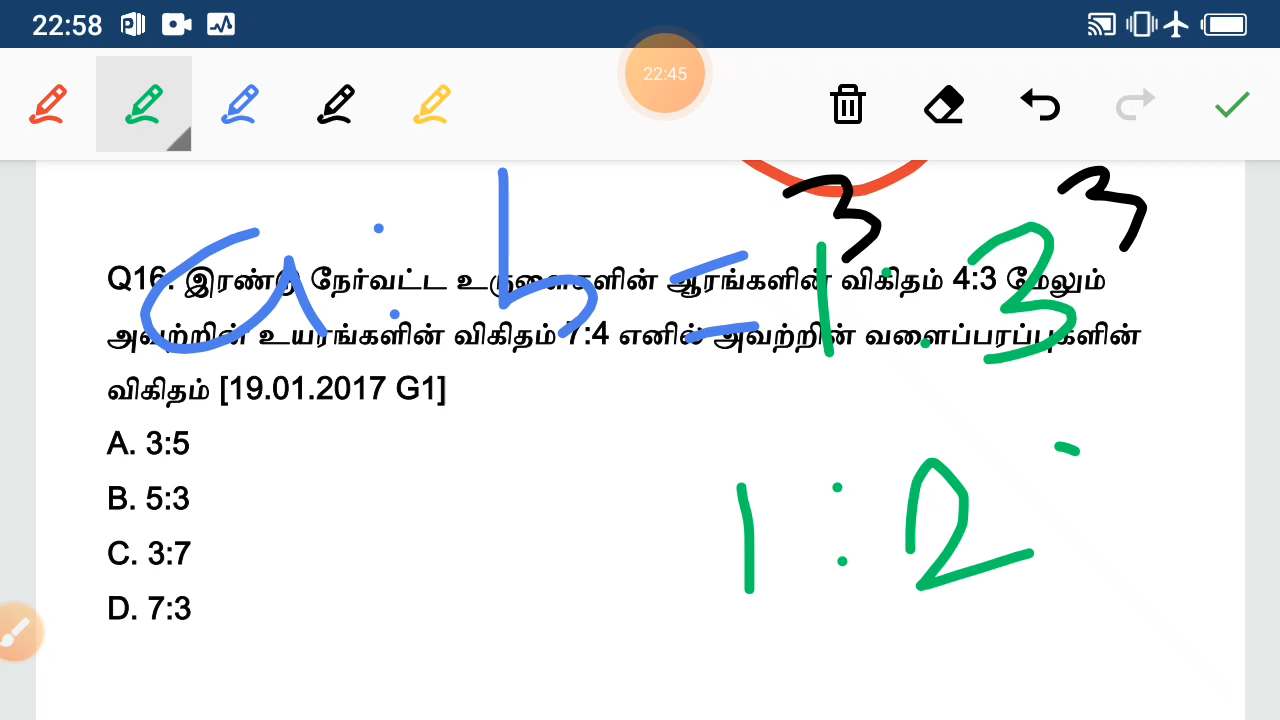 22:58
22:45
3 3
a : b = 1 : 3
Q16. இரண்டு நேர்வட்ட உருளைகளின் ஆரங்களின் விகிதம் 4:3 மேலும்
அவற்றின் உயரங்களின் விகிதம் 7:4 எனில் அவற்றின் வளைப்பரப்புகளின்
விகிதம் [19.01.2017 G1]
A. 3:5
B. 5:3
1 : 2
C. 3:7
D. 7:3